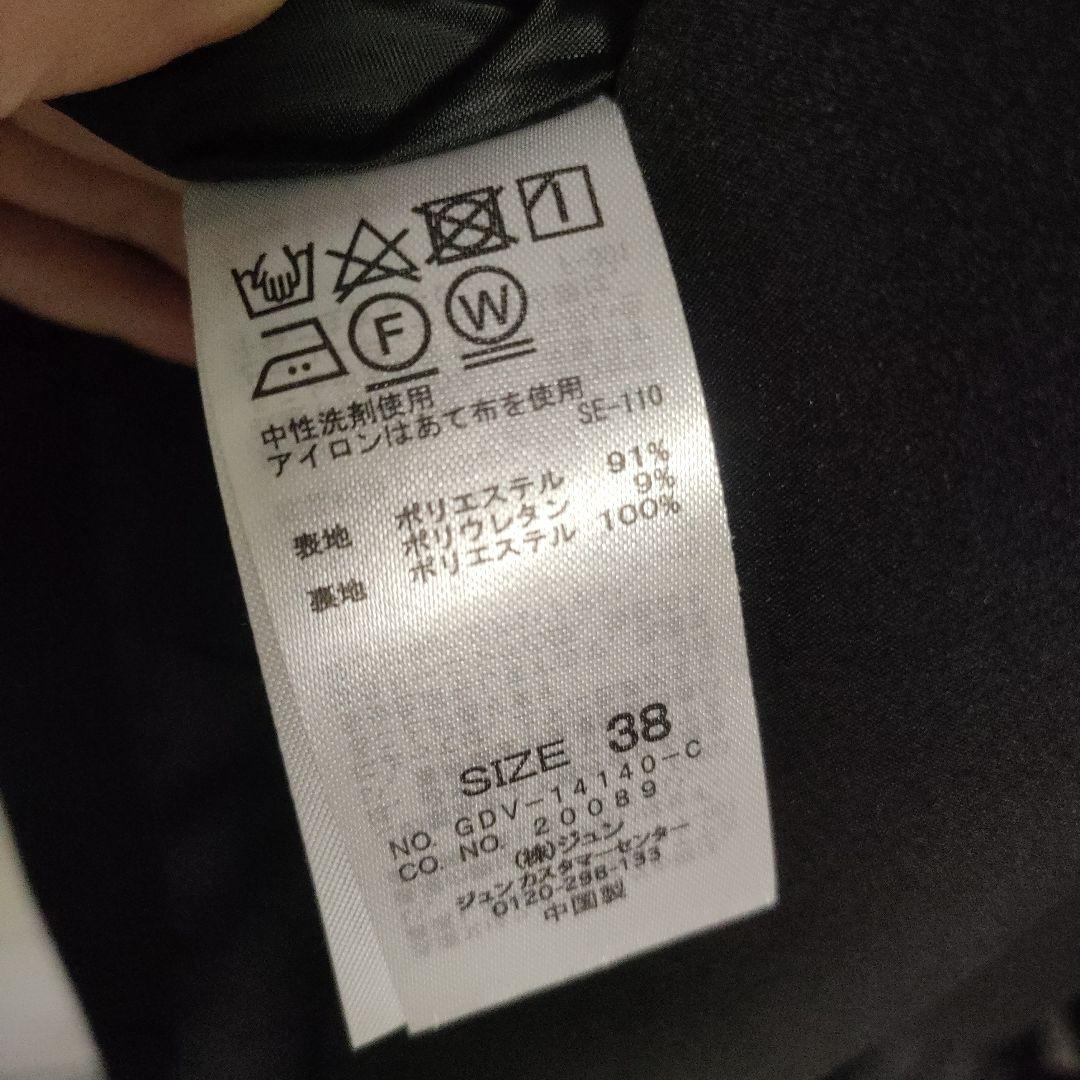 F W
中性洗剤使用
アイロンはあて布を使用
SE-110
表地 ポリエステル 91%
ポリウレタン 9%
裏地 ポリエステル 100%
SIZE 38
NO. GDV-14140-C
CO. NO. 20089
(株)ジュン
ジュンカスタマーセンター
0120-298-133
中国製